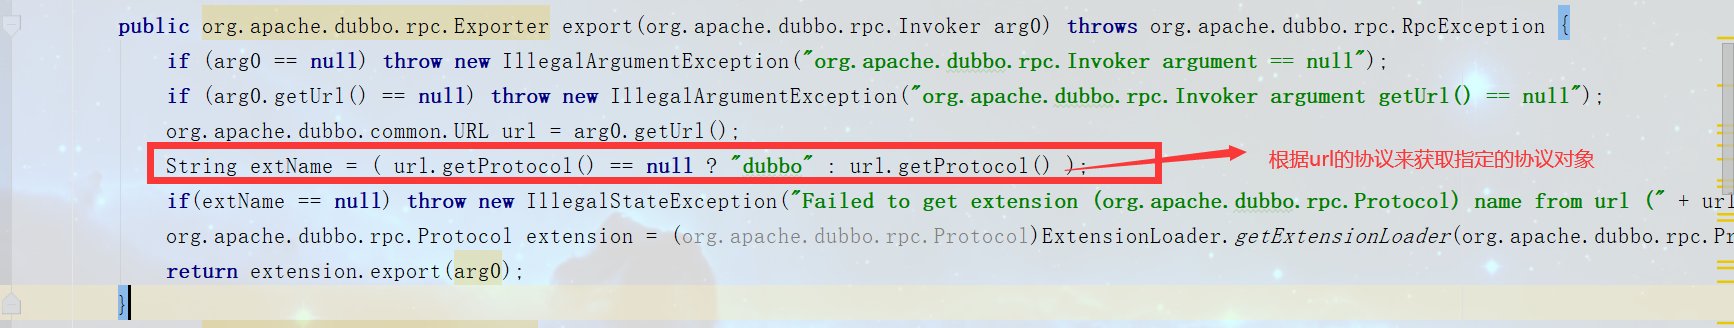 public org.apache.dubbo.rpc.Exporter export(org.apache.dubbo.rpc.Invoker arg0) throws org.apache.dubbo.rpc.RpcException {
if (arg0 == null) throw new IllegalArgumentException("org.apache.dubbo.rpc.Invoker argument == null");
if (arg0.getUrl() == null) throw new IllegalArgumentException("org.apache.dubbo.rpc.Invoker argument getUrl() == null");
org.apache.dubbo.common.URL url = arg0.getUrl();
String extName = ( url.getProtocol() == null ? "dubbo" : url.getProtocol() ); 根据url的协议来获取指定的协议对象
if(extName == null) throw new IllegalStateException("Failed to get extension (org.apache.dubbo.rpc.Protocol) name from url (" + url
org.apache.dubbo.rpc.Protocol extension = (org.apache.dubbo.rpc.Protocol)ExtensionLoader.getExtensionLoader(org.apache.dubbo.rpc.Pr
return extension.export(arg0);
}